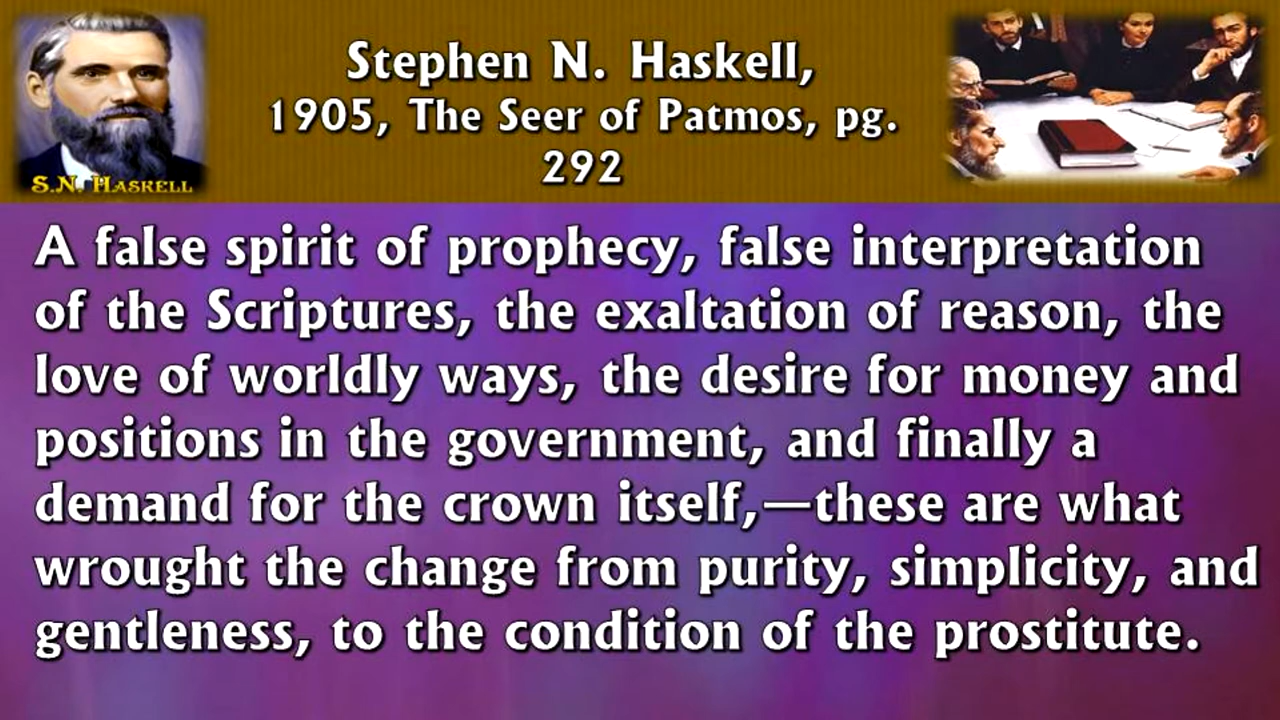 Stephen N. Haskell,
1905, The Seer of Patmos, pg.
292
S.N. HASKELL
A false spirit of prophecy, false interpretation
of the Scriptures, the exaltation of reason, the
love of worldly ways, the desire for money and
positions in the government, and finally a
demand for the crown itself,—these are what
wrought the change from purity, simplicity, and
gentleness, to the condition of the prostitute.